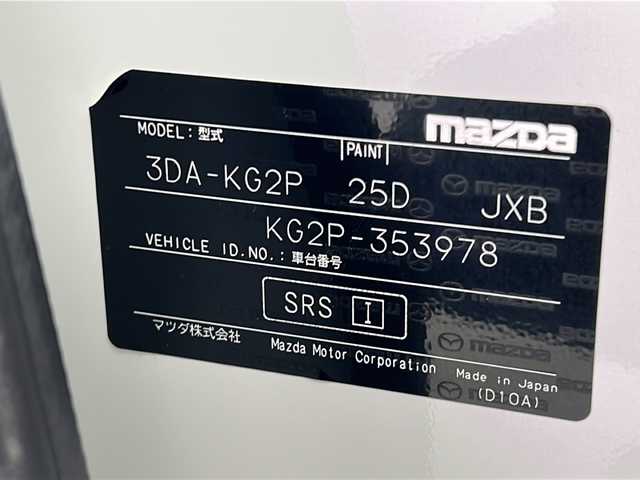 mazda
MODEL:型式 PAINT
3DA-KG2P 25D JXB
KG2P-353978
VEHICLE ID.NO.:車台番号
SRS I
マツダ株式会社 Mazda Motor Corporation Made in Japan
(D10A)